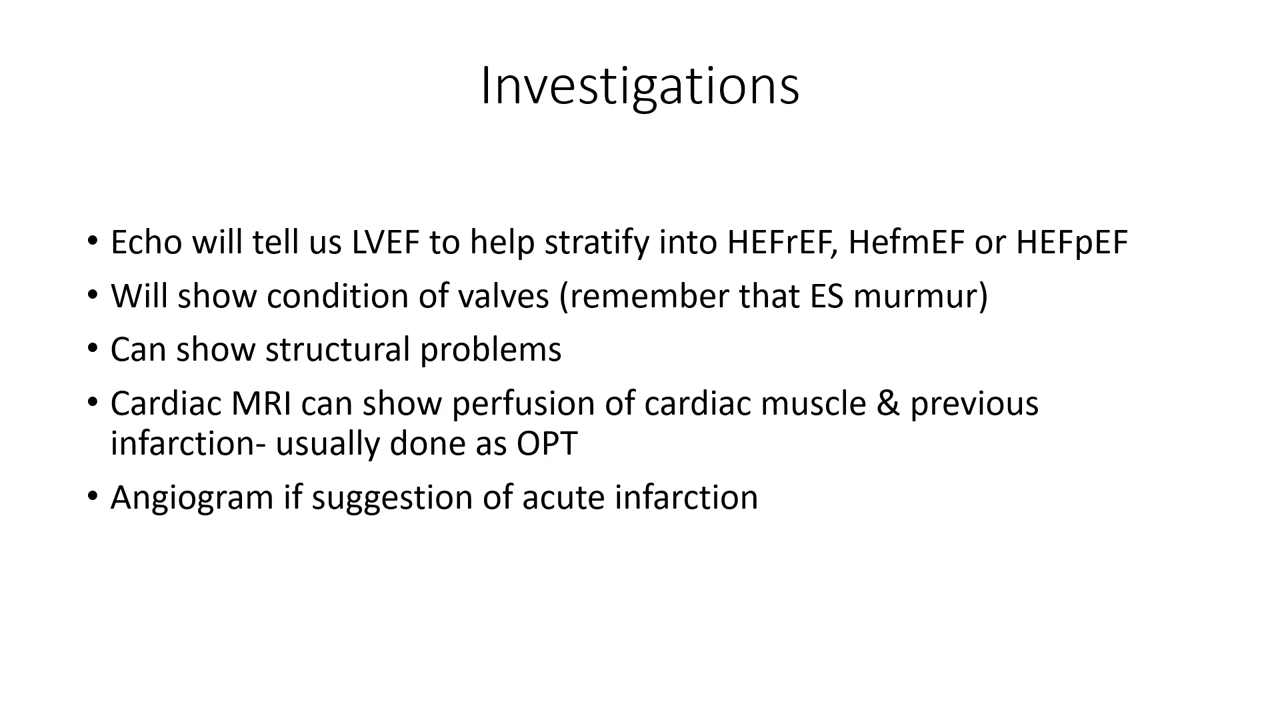 Investigations
• Echo will tell us LVEF to help stratify into HEFrEF, HefmEF or HEFpEF
• Will show condition of valves (remember that ES murmur)
• Can show structural problems
• Cardiac MRI can show perfusion of cardiac muscle & previous
infarction- usually done as OPT
• Angiogram if suggestion of acute infarction